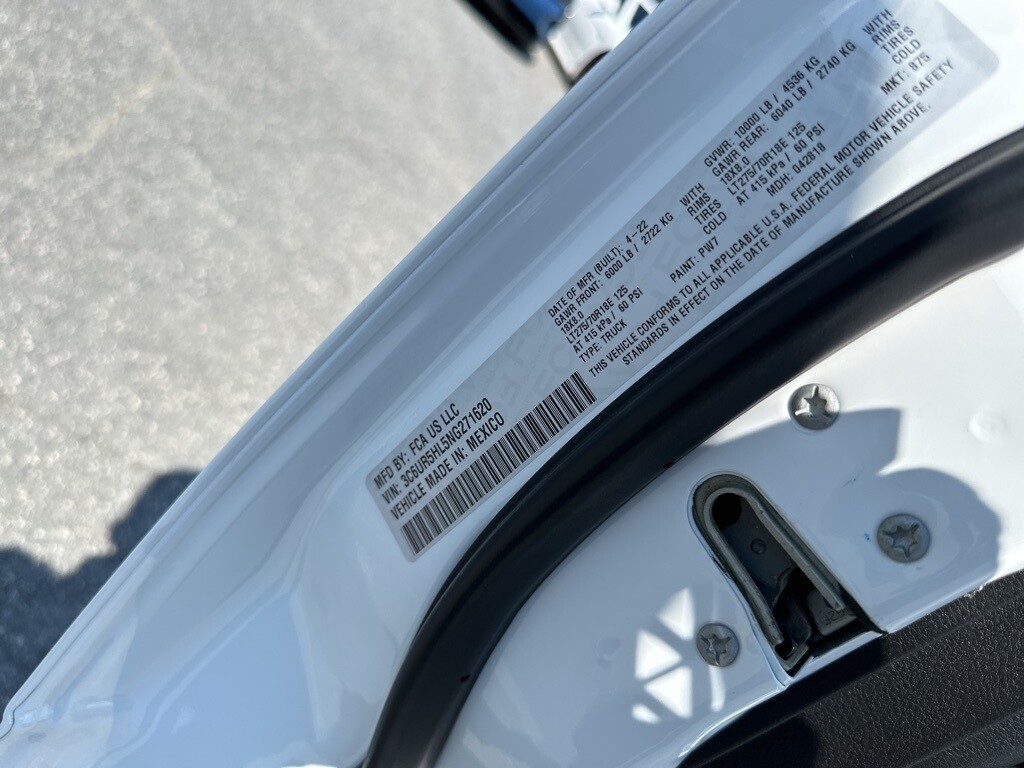 MFD BY: FCA US LLC
VIN: 3C6UR5HL5NG271620
VEHICLE MADE IN: MEXICO
DATE OF MFR (BUILT): 4-22 GVWR: 10000 LB / 4536 KG
GAWR FRONT: 6000 LB / 2722 KG WITH GAWR REAR: 6040 LB / 2740 KG WITH
18X8.0 RIMS 18X8.0 RIMS
LT275/70R18E 125 TIRES LT275/70R18E 125 TIRES
AT 415 kPa / 60 PSI COLD AT 415 kPa / 60 PSI COLD
TYPE: TRUCK PAINT: PW7 MDH: 042818 MKT: 875
THIS VEHICLE CONFORMS TO ALL APPLICABLE U.S.A. FEDERAL MOTOR VEHICLE SAFETY
STANDARDS IN EFFECT ON THE DATE OF MANUFACTURE SHOWN ABOVE.